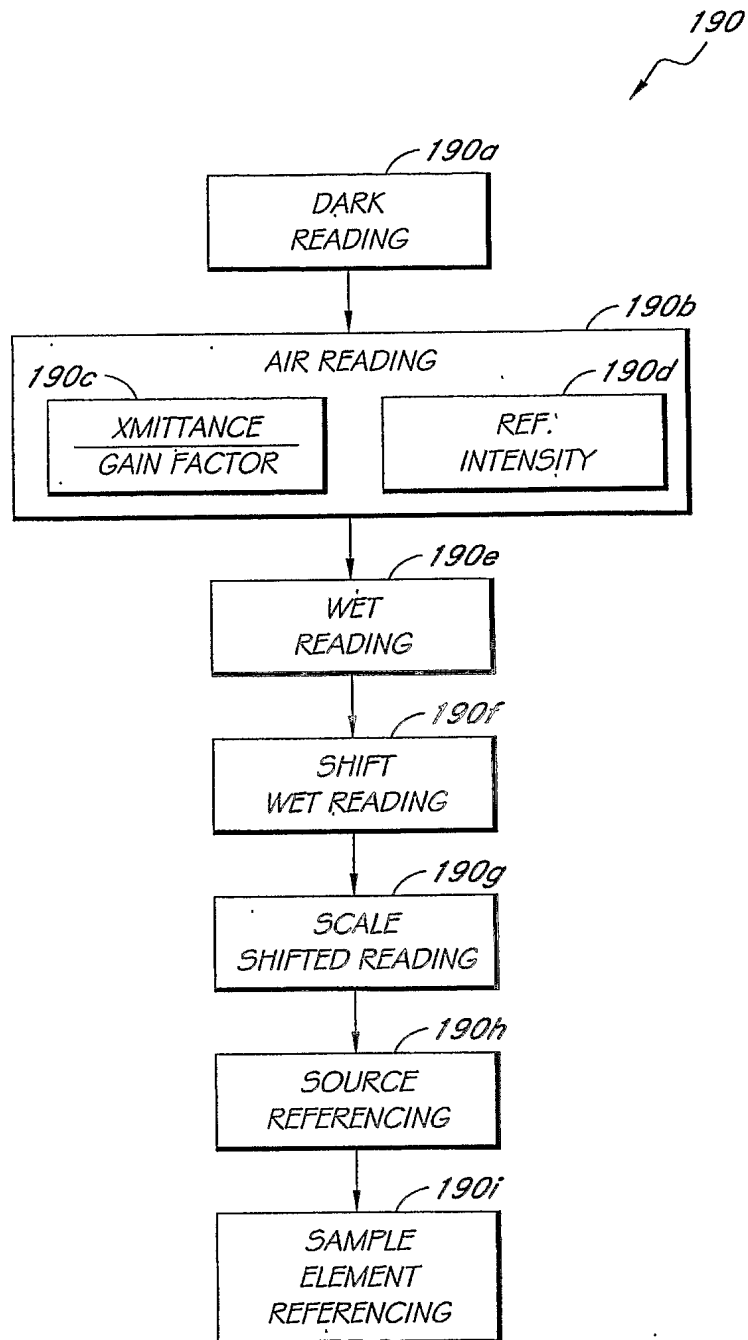 190
190a
DARK
READING
190b
AIR READING
190c
XMITTANCE
GAIN FACTOR
190d
REF.
INTENSITY
190e
WET
READING
190f
SHIFT
WET READING
190g
SCALE
SHIFTED READING
190h
SOURCE
REFERENCING
190i
SAMPLE
ELEMENT
REFERENCING